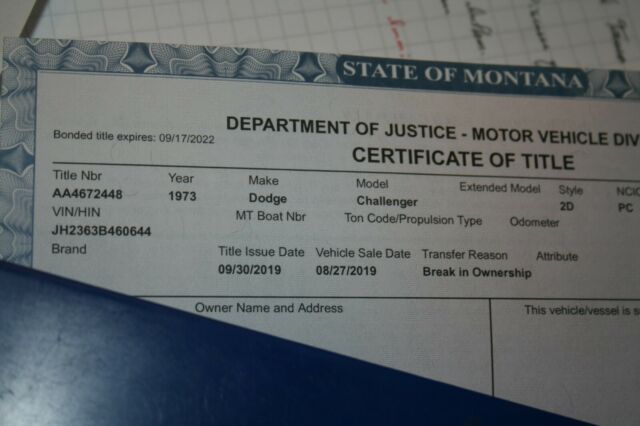 STATE OF MONTANA
DEPARTMENT OF JUSTICE - MOTOR VEHICLE DIV
Bonded title expires: 09/17/2022
CERTIFICATE OF TITLE
Title Nbr Year Make Model Extended Model Style NCIC
AA4672448 1973 Dodge Challenger 2D PC
VIN/HIN MT Boat Nbr Ton Code/Propulsion Type Odometer
JH2363B460644
Brand Title Issue Date Vehicle Sale Date Transfer Reason Attribute
09/30/2019 08/27/2019 Break in Ownership
Owner Name and Address This vehicle/vessel is